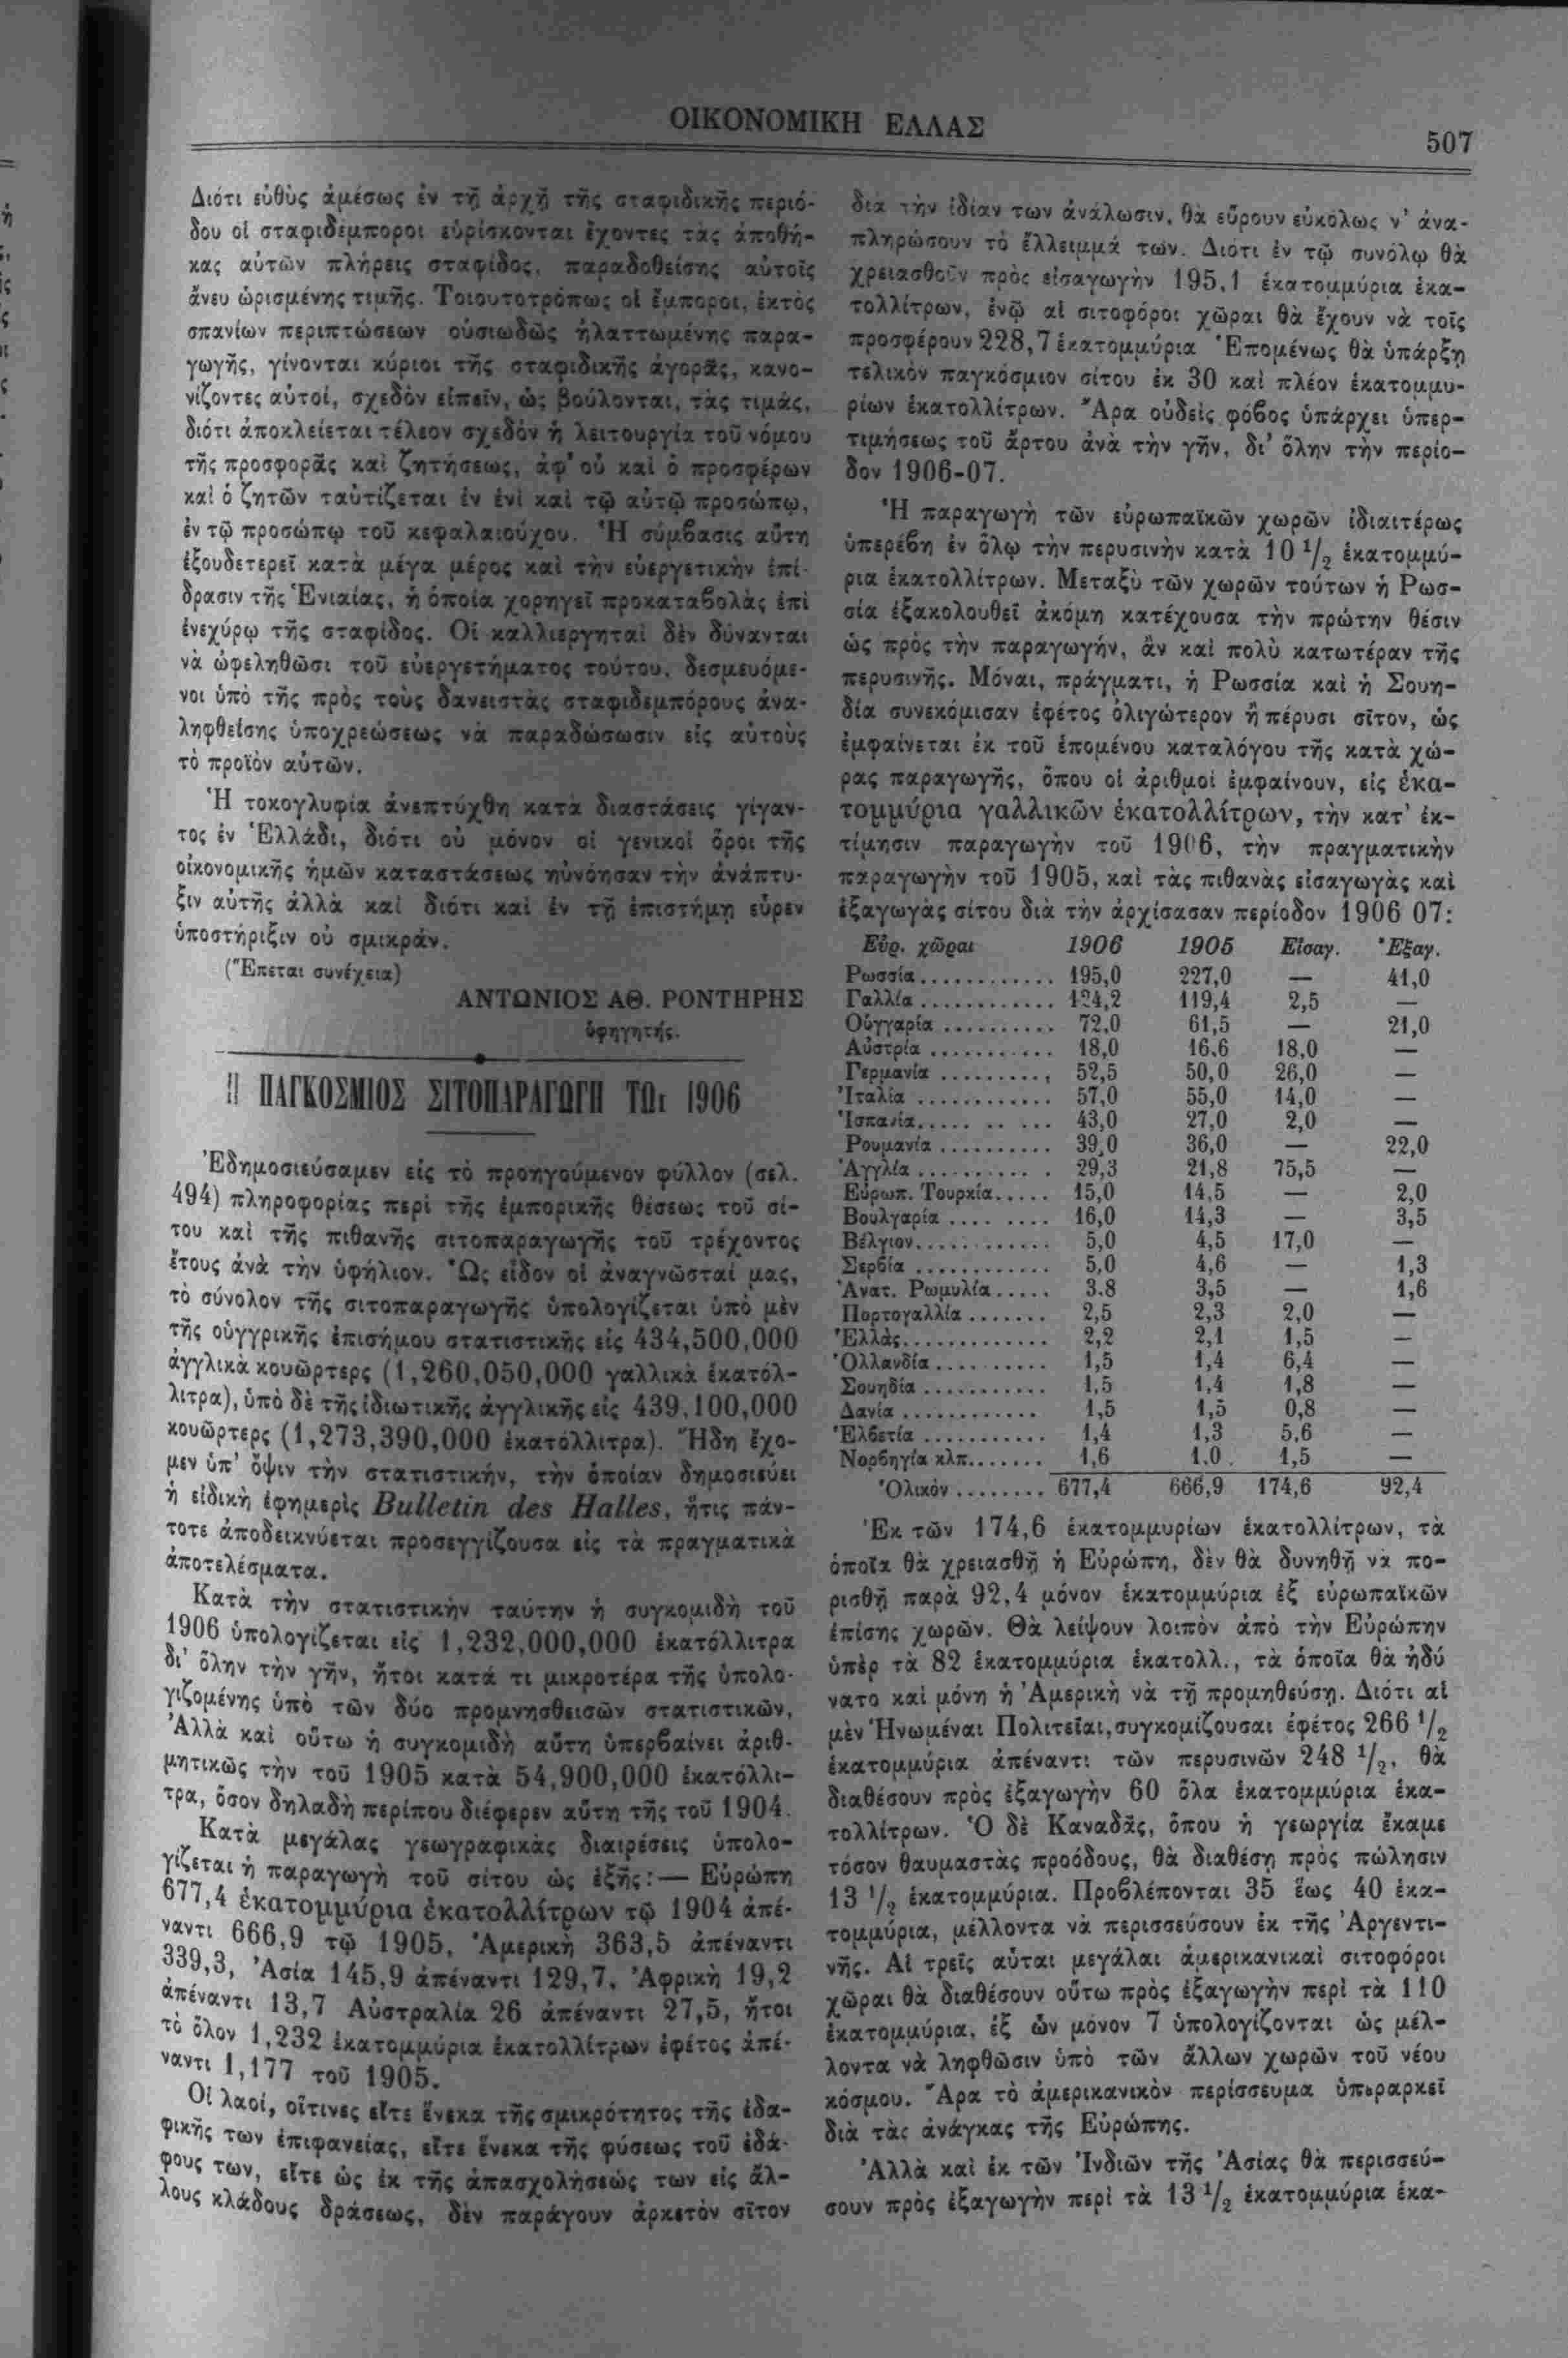 ΟΙΚΟΝΟΜΙΚΗ ΕΛΛΑΣ
507
Διότι εὐθὺς ἀμέσως ἐν τῇ ἀρχῇ τῆς σταφιδικῆς περιό-
δου οἱ σταφιδέμποροι εὑρίσκονται ἔχοντες τὰς ἀποθή-
κας αὐτῶν πλήρεις σταφίδος, παραδοθείσης αὐτοῖς
ἄνευ ὡρισμένης τιμῆς. Τοιουτοτρόπως οἱ ἔμποροι, ἐκτὸς
σπανίων περιπτώσεων οὐσιωδῶς ἠλαττωμένης παρα-
γωγῆς, γίνονται κύριοι τῆς σταφιδικῆς ἀγορᾶς, κανο-
νίζοντες αὐτοί, σχεδὸν εἰπεῖν, ὡς βούλονται, τὰς τιμάς,
διότι ἀποκλείεται τέλεον σχεδὸν ἡ λειτουργία τοῦ νόμου
τῆς προσφορᾶς καὶ ζητήσεως, ἀφ' οὗ καὶ ὁ προσφέρων
καὶ ὁ ζητῶν ταὐτίζεται ἐν ἑνὶ καὶ τῷ αὐτῷ προσώπῳ,
ἐν τῷ προσώπῳ τοῦ κεφαλαιούχου. Ἡ σύμβασις αὕτη
ἐξουδετερεῖ κατὰ μέγα μέρος καὶ τὴν εὐεργετικὴν ἐπί-
δρασιν τῆς Ἑνιαίας, ἡ ὁποία χορηγεῖ προκαταβολὰς ἐπὶ
ἐνεχύρῳ τῆς σταφίδος. Οἱ καλλιεργηταὶ δὲν δύνανται
νὰ ὠφεληθῶσι τοῦ εὐεργετήματος τούτου, δεσμευόμε-
νοι ὑπὸ τῆς πρὸς τοὺς δανειστὰς σταφιδεμπόρους ἀνα-
ληφθείσης ὑποχρεώσεως νὰ παραδώσωσιν εἰς αὐτοὺς
τὸ προϊὸν αὐτῶν.
Ἡ τοκογλυφία ἀνεπτύχθη κατὰ διαστάσεις γίγαν-
τος ἐν Ἑλλάδι, διότι οὐ μόνον οἱ γενικοὶ ὅροι τῆς
οἰκονομικῆς ἡμῶν καταστάσεως ηὐνόησαν τὴν ἀνάπτυ-
ξιν αὐτῆς ἀλλὰ καὶ διότι καὶ ἐν τῇ ἐπιστήμῃ εὗρεν
ὑποστήριξιν οὐ σμικράν.
(Ἕπεται συνέχεια)
ΑΝΤΩΝΙΟΣ ΑΘ. ΡΟΝΤΗΡΗΣ
ὑφηγητής.
Η ΠΑΓΚΟΣΜΙΟΣ ΣΙΤΟΠΑΡΑΓΩΓΗ ΤΩι 1906
Ἐδημοσιεύσαμεν εἰς τὸ προηγούμενον φύλλον (σελ.
494) πληροφορίας περὶ τῆς ἐμπορικῆς θέσεως τοῦ σί-
του καὶ τῆς πιθανῆς σιτοπαραγωγῆς τοῦ τρέχοντος
ἔτους ἀνὰ τὴν ὑφήλιον. Ὡς εἶδον οἱ ἀναγνῶσταί μας,
τὸ σύνολον τῆς σιτοπαραγωγῆς ὑπολογίζεται ὑπὸ μὲν
τῆς οὑγγρικῆς ἐπισήμου στατιστικῆς εἰς 434,500,000
ἀγγλικὰ κουῶρτερς (1,260,050,000 γαλλικὰ ἑκατόλ-
λιτρα), ὑπὸ δὲ τῆς ἰδιωτικῆς ἀγγλικῆς εἰς 439,100,000
κουῶρτερς (1,273,390,000 ἑκατόλλιτρα). Ἤδη ἔχο-
μεν ὑπ' ὄψιν τὴν στατιστικήν, τὴν ὁποίαν δημοσιεύει
ἡ εἰδικὴ ἐφημερὶς Bulletin des Halles, ἥτις πάν-
τοτε ἀποδεικνύεται προσεγγίζουσα εἰς τὰ πραγματικὰ
ἀποτελέσματα.
Κατὰ τὴν στατιστικὴν ταύτην ἡ συγκομιδὴ τοῦ
1906 ὑπολογίζεται εἰς 1,232,000,000 ἑκατόλλιτρα
δι' ὅλην τὴν γῆν, ἤτοι κατά τι μικροτέρα τῆς ὑπολο-
γιζομένης ὑπὸ τῶν δύο προμνησθεισῶν στατιστικῶν,
Ἀλλὰ καὶ οὕτω ἡ συγκομιδὴ αὕτη ὑπερβαίνει ἀριθ-
μητικῶς τὴν τοῦ 1905 κατὰ 54,900,000 ἑκατόλλι-
τρα, ὅσον δηλαδὴ περίπου διέφερεν αὕτη τῆς τοῦ 1904.
Κατὰ μεγάλας γεωγραφικὰς διαιρέσεις ὑπολο-
γίζεται ἡ παραγωγὴ τοῦ σίτου ὡς ἑξῆς:— Εὐρώπη
677,4 ἑκατομμύρια ἑκατολλίτρων τῷ 1904 ἀπέ-
ναντι 666,9 τῷ 1905, Ἀμερικὴ 363,5 ἀπέναντι
339,3, Ἀσία 145,9 ἀπέναντι 129,7, Ἀφρικὴ 19,2
ἀπέναντι 13,7 Αὐστραλία 26 ἀπέναντι 27,5, ἤτοι
τὸ ὅλον 1,232 ἑκατομμύρια ἑκατολλίτρων ἐφέτος ἀπέ-
ναντι 1,177 τοῦ 1905.
Οἱ λαοί, οἵτινες εἴτε ἕνεκα τῆς σμικρότητος τῆς ἐδα-
φικῆς των ἐπιφανείας, εἴτε ἕνεκα τῆς φύσεως τοῦ ἐδά-
φους των, εἴτε ὡς ἐκ τῆς ἀπασχολήσεώς των εἰς ἄλ-
λους κλάδους δράσεως, δὲν παράγουν ἀρκετὸν σῖτον
διὰ τὴν ἰδίαν των ἀνάλωσιν, θὰ εὕρουν εὐκόλως ν' ἀνα-
πληρώσουν τὸ ἔλλειμμά των. Διότι ἐν τῷ συνόλῳ θὰ
χρειασθοῦν πρὸς εἰσαγωγὴν 195,1 ἑκατομμύρια ἑκα-
τολλίτρων, ἐνῷ αἱ σιτοφόροι χῶραι θὰ ἔχουν νὰ τοῖς
προσφέρουν 228,7 ἑκατομμύρια Ἑπομένως θὰ ὑπάρξῃ
τελικὸν παγκόσμιον σίτου ἐκ 30 καὶ πλέον ἑκατομμυ-
ρίων ἑκατολλίτρων. Ἄρα οὐδεὶς φόβος ὑπάρχει ὑπερ-
τιμήσεως τοῦ ἄρτου ἀνὰ τὴν γῆν, δι' ὅλην τὴν περίο-
δον 1906-07.
Ἡ παραγωγὴ τῶν εὐρωπαϊκῶν χωρῶν ἰδιαιτέρως
ὑπερέβη ἐν ὅλῳ τὴν περυσινὴν κατὰ 10 1/2 ἑκατομμύ-
ρια ἑκατολλίτρων. Μεταξὺ τῶν χωρῶν τούτων ἡ Ρωσ-
σία ἐξακολουθεῖ ἀκόμη κατέχουσα τὴν πρώτην θέσιν
ὡς πρὸς τὴν παραγωγήν, ἂν καὶ πολὺ κατωτέραν τῆς
περυσινῆς. Μόναι, πράγματι, ἡ Ρωσσία καὶ ἡ Σουη-
δία συνεκόμισαν ἐφέτος ὀλιγώτερον ἢ πέρυσι σῖτον, ὡς
ἐμφαίνεται ἐκ τοῦ ἑπομένου καταλόγου τῆς κατὰ χώ-
ρας παραγωγῆς, ὅπου οἱ ἀριθμοὶ ἐμφαίνουν, εἰς ἑκα-
τομμύρια γαλλικῶν ἑκατολλίτρων, τὴν κατ' ἐκ-
τίμησιν παραγωγὴν τοῦ 1906, τὴν πραγματικὴν
παραγωγὴν τοῦ 1905, καὶ τὰς πιθανὰς εἰσαγωγὰς καὶ
ἐξαγωγὰς σίτου διὰ τὴν ἀρχίσασαν περίοδον 1906 07:
Εὐρ. χῶραι 1906 1905 Εἰσαγ. Ἐξαγ.
Ρωσσία............ 195,0 227,0 — 41,0
Γαλλία............ 124,2 119,4 2,5 —
Οὑγγαρία.......... 72,0 61,5 — 21,0
Αὐστρία........... 18,0 16,6 18,0 —
Γερμανία.......... 52,5 50,0 26,0 —
Ἰταλία............ 57,0 55,0 14,0 —
Ἰσπανία........... 43,0 27,0 2,0 —
Ρουμανία.......... 39,0 36,0 — 22,0
Ἀγγλία............ 29,3 21,8 75,5 —
Εὐρωπ. Τουρκία..... 15,0 14,5 — 2,0
Βουλγαρία......... 16,0 14,3 — 3,5
Βέλγιον........... 5,0 4,5 17,0 —
Σερβία............ 5,0 4,6 — 1,3
Ἀνατ. Ρωμυλία..... 3.8 3,5 — 1,6
Πορτογαλλία....... 2,5 2,3 2,0 —
Ἑλλάς............. 2,2 2,1 1,5 —
Ὁλλανδία.......... 1,5 1,4 6,4 —
Σουηδία........... 1,5 1,4 1,8 —
Δανία............. 1,5 1,5 0,8 —
Ἑλβετία........... 1,4 1,3 5,6 —
Νορβηγία κλπ....... 1,6 1.0 1,5 —
Ὁλικόν........ 677,4 666,9 174,6 92,4
Ἐκ τῶν 174,6 ἑκατομμυρίων ἑκατολλίτρων, τὰ
ὁποῖα θὰ χρειασθῇ ἡ Εὐρώπη, δὲν θὰ δυνηθῇ νὰ πο-
ρισθῇ παρὰ 92,4 μόνον ἑκατομμύρια ἐξ εὐρωπαϊκῶν
ἐπίσης χωρῶν. Θὰ λείψουν λοιπὸν ἀπὸ τὴν Εὐρώπην
ὑπὲρ τὰ 82 ἑκατομμύρια ἑκατολλ., τὰ ὁποῖα θὰ ἠδύ
νατο καὶ μόνη ἡ Ἀμερικὴ νὰ τῇ προμηθεύσῃ. Διότι αἱ
μὲν Ἡνωμέναι Πολιτεῖαι, συγκομίζουσαι ἐφέτος 266 1/2
ἑκατομμύρια ἀπέναντι τῶν περυσινῶν 248 1/2, θὰ
διαθέσουν πρὸς ἐξαγωγὴν 60 ὅλα ἑκατομμύρια ἑκα-
τολλίτρων. Ὁ δὲ Καναδᾶς, ὅπου ἡ γεωργία ἔκαμε
τόσον θαυμαστὰς προόδους, θὰ διαθέσῃ πρὸς πώλησιν
13 1/2 ἑκατομμύρια. Προβλέπονται 35 ἕως 40 ἑκα-
τομμύρια, μέλλοντα νὰ περισσεύσουν ἐκ τῆς Ἀργεντι-
νῆς. Αἱ τρεῖς αὗται μεγάλαι ἀμερικανικαὶ σιτοφόροι
χῶραι θὰ διαθέσουν οὕτω πρὸς ἐξαγωγὴν περὶ τὰ 110
ἑκατομμύρια, ἐξ ὧν μόνον 7 ὑπολογίζονται ὡς μέλ-
λοντα νὰ ληφθῶσιν ὑπὸ τῶν ἄλλων χωρῶν τοῦ νέου
κόσμου. Ἄρα τὸ ἀμερικανικὸν περίσσευμα ὑπεραρκεῖ
διὰ τὰς ἀνάγκας τῆς Εὐρώπης.
Ἀλλὰ καὶ ἐκ τῶν Ἰνδιῶν τῆς Ἀσίας θὰ περισσεύ-
σουν πρὸς ἐξαγωγὴν περὶ τὰ 13 1/2 ἑκατομμύρια ἑκα-